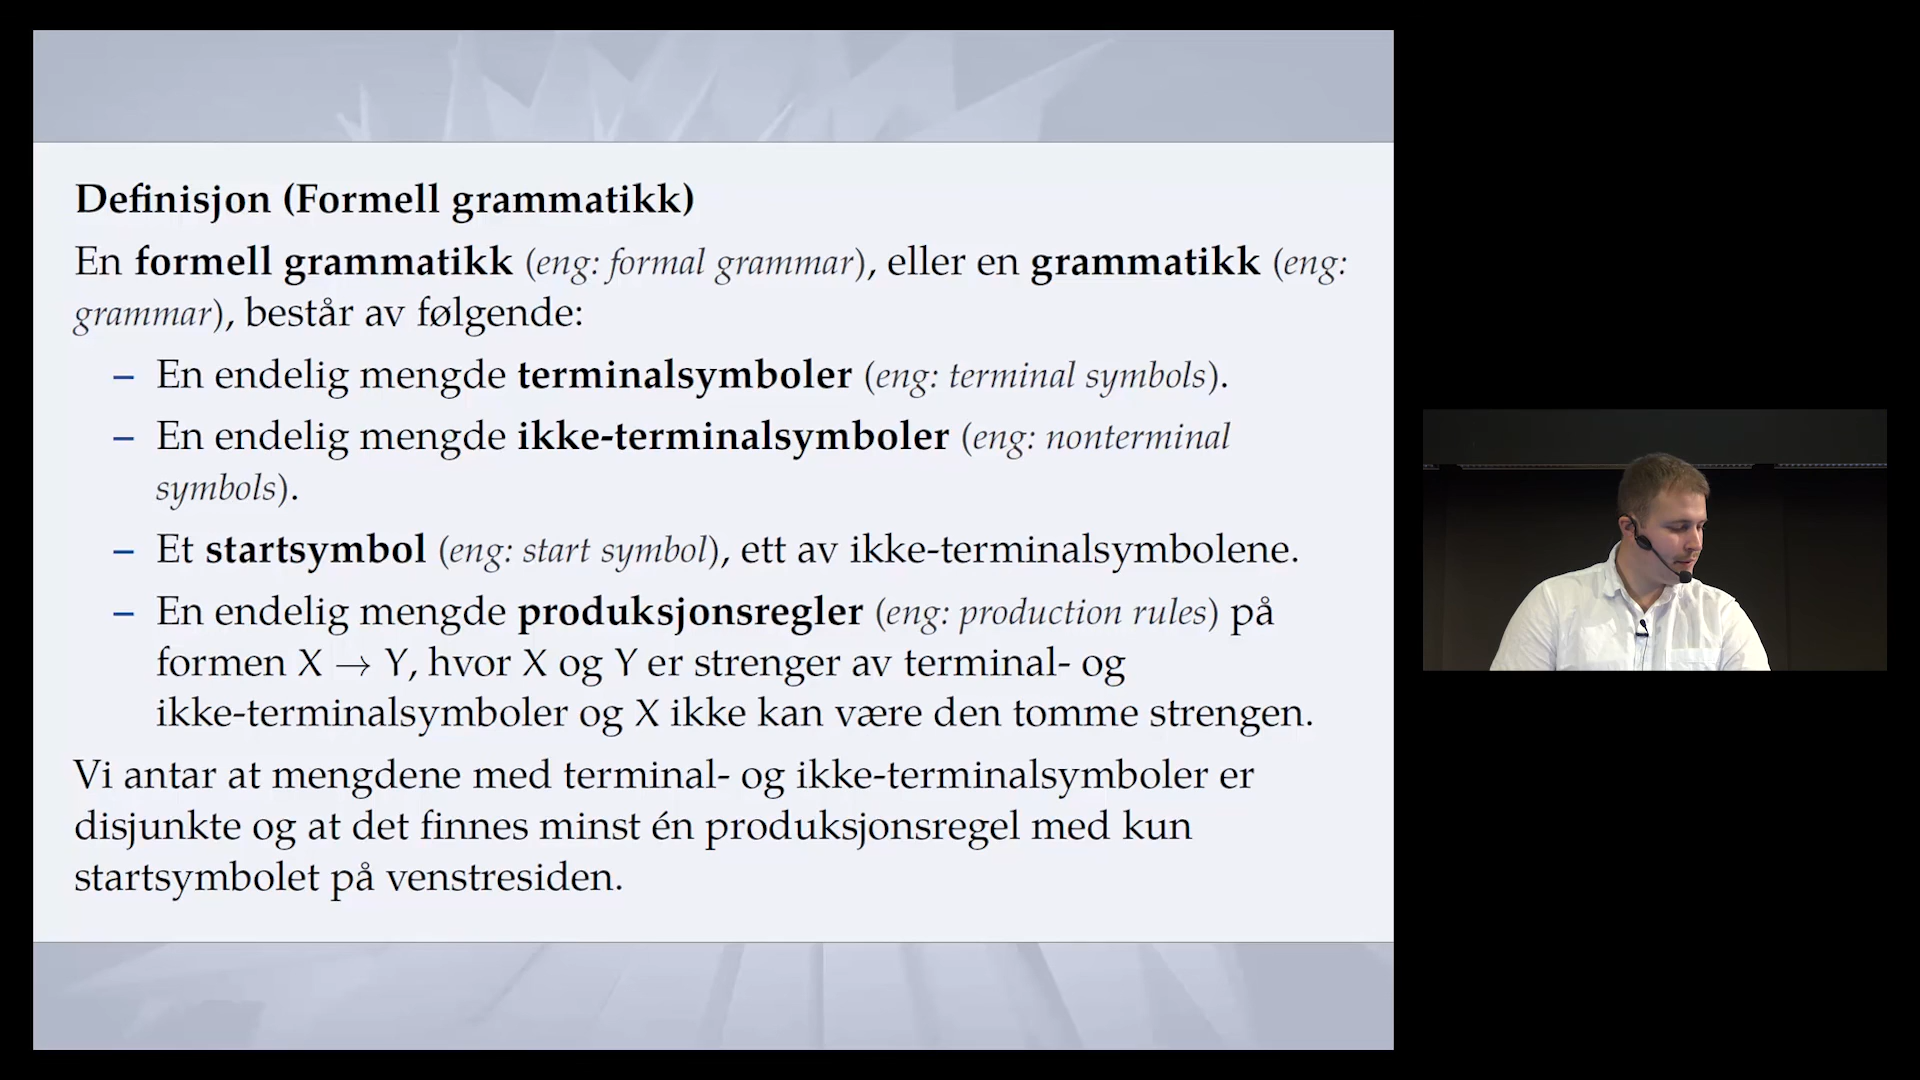 Definisjon (Formell grammatikk)
En formell grammatikk (eng: formal grammar), eller en grammatikk (eng:
grammar), består av følgende:
– En endelig mengde terminalsymboler (eng: terminal symbols).
– En endelig mengde ikke-terminalsymboler (eng: nonterminal
symbols).
– Et startsymbol (eng: start symbol), ett av ikke-terminalsymbolene.
– En endelig mengde produksjonsregler (eng: production rules) på
formen X → Y, hvor X og Y er strenger av terminal- og
ikke-terminalsymboler og X ikke kan være den tomme strengen.
Vi antar at mengdene med terminal- og ikke-terminalsymboler er
disjunkte og at det finnes minst én produksjonsregel med kun
startsymbolet på venstresiden.